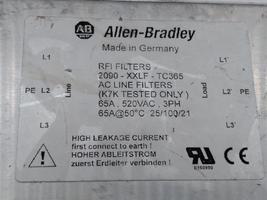 AB Allen-Bradley
Made in Germany
RFI FILTERS
2090 - XXLF - TC365
AC LINE FILTERS
(K7K TESTED ONLY)
65A , 520VAC , 3PH
65A@50°C 25/100/21
L1
PE L2 Line
L3
L1'
Load L2' PE
L3'
HIGH LEAKAGE CURRENT
first connect to earth !
HOHER ABLEITSTROM
zuerst Erdleiter verbinden !